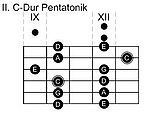 II. C-Dur Pentatonik
IX XII
D E
A C
E G
C D
G A
D E